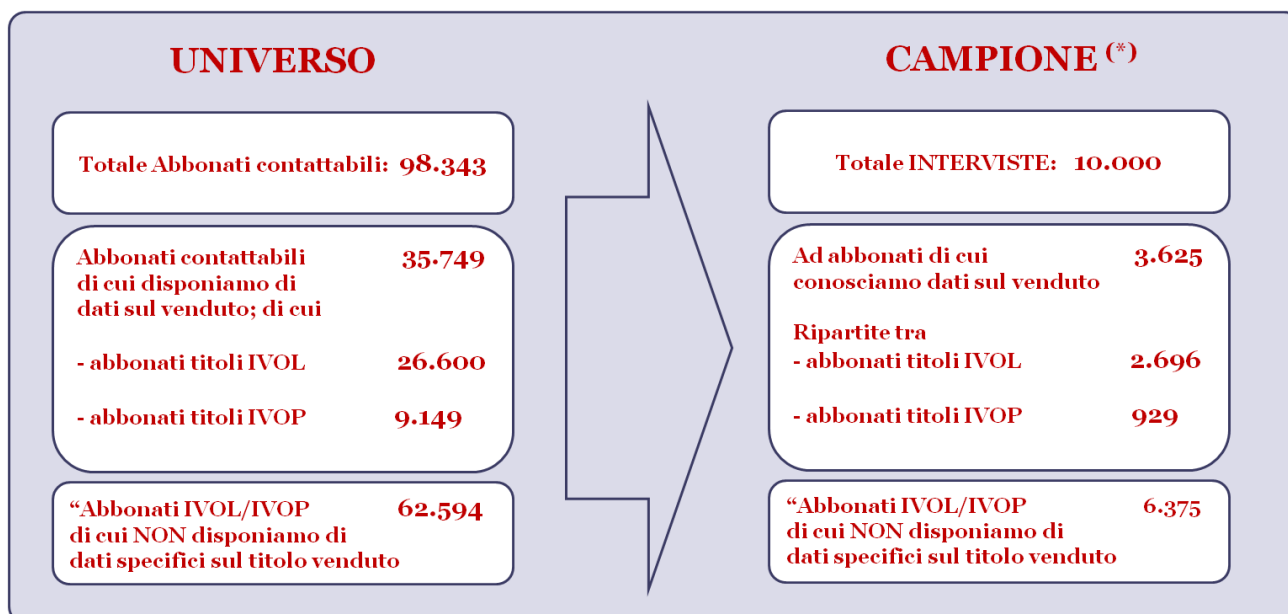 UNIVERSO
Totale Abbonati contattabili: 98.343
Abbonati contattabili 35.749
di cui disponiamo di
dati sul venduto; di cui
- abbonati titoli IVOL 26.600
- abbonati titoli IVOP 9.149
“Abbonati IVOL/IVOP 62.594
di cui NON disponiamo di
dati specifici sul titolo venduto
CAMPIONE (*)
Totale INTERVISTE: 10.000
Ad abbonati di cui 3.625
conosciamo dati sul venduto
Ripartite tra
- abbonati titoli IVOL 2.696
- abbonati titoli IVOP 929
“Abbonati IVOL/IVOP 6.375
di cui NON disponiamo di
dati specifici sul titolo venduto